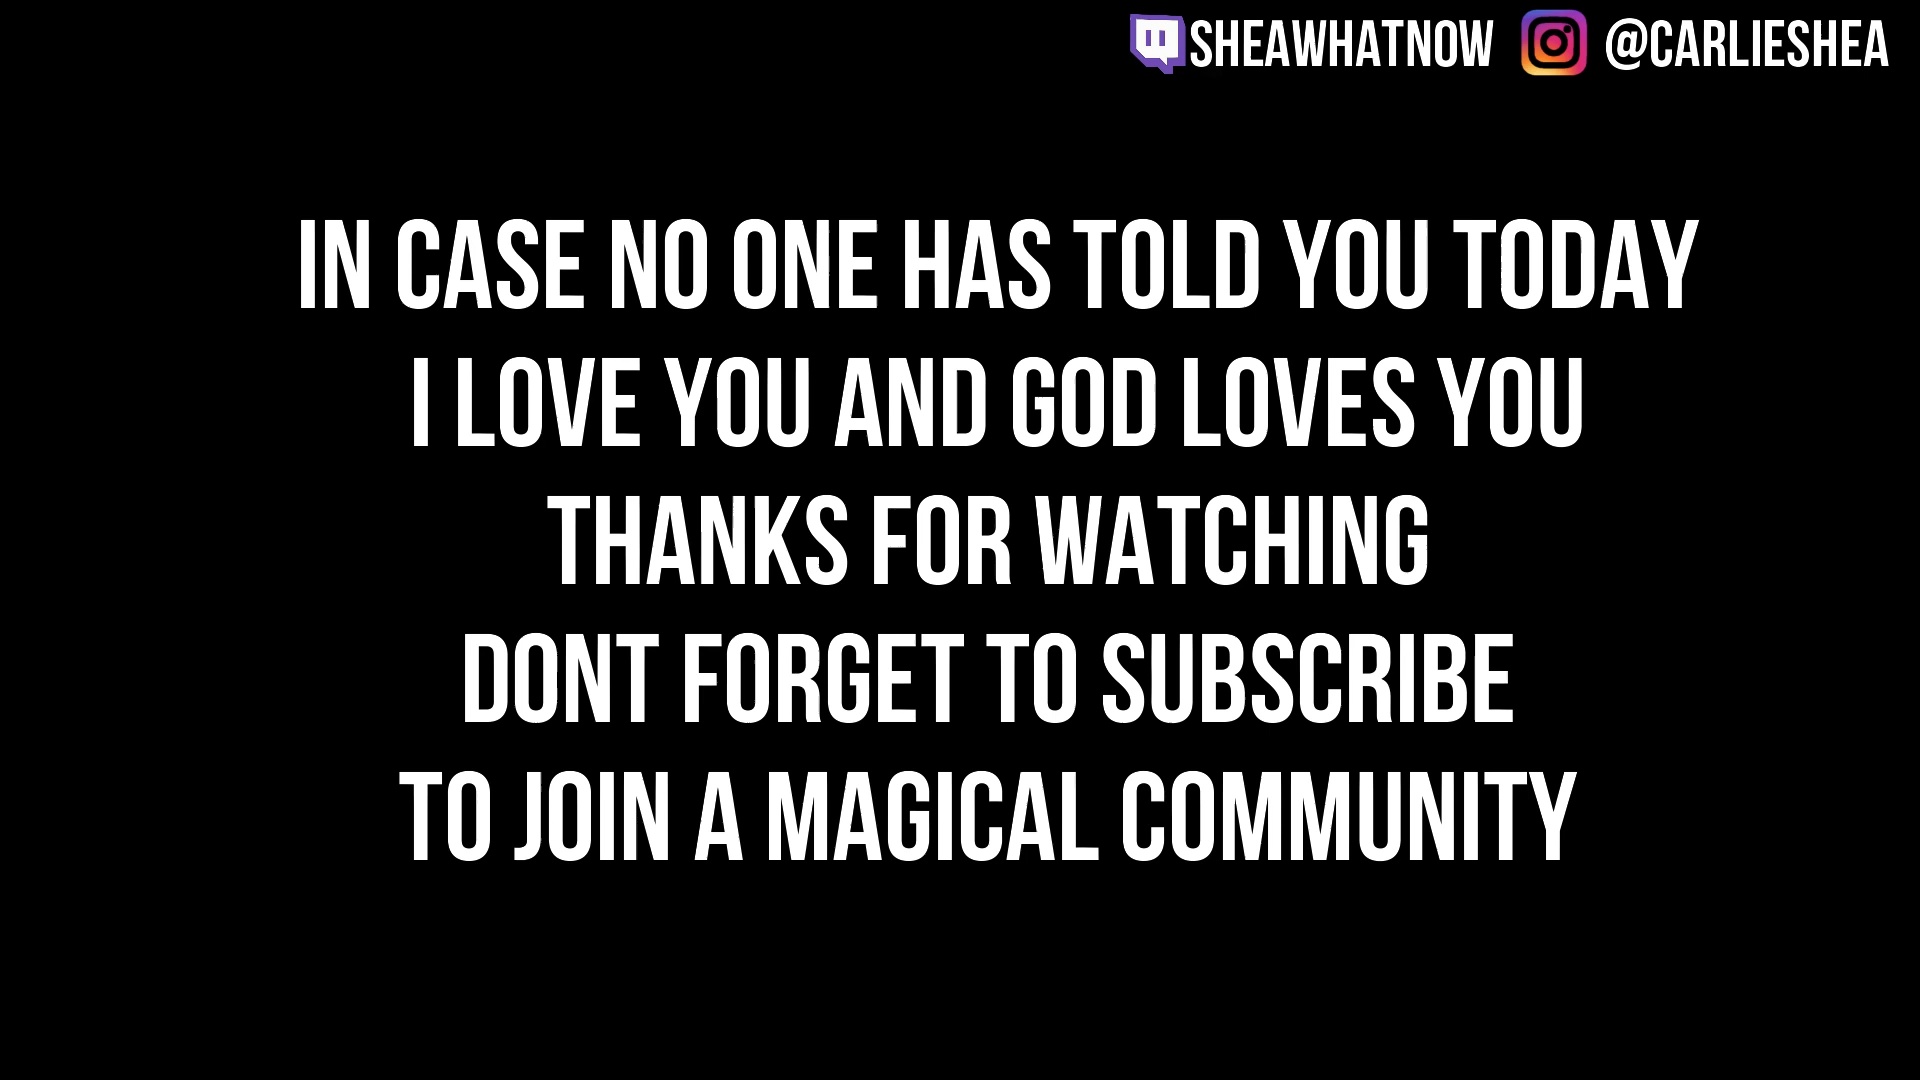 SHEAWHATNOW @CARLIESHEA
IN CASE NO ONE HAS TOLD YOU TODAY
I LOVE YOU AND GOD LOVES YOU
THANKS FOR WATCHING
DONT FORGET TO SUBSCRIBE
TO JOIN A MAGICAL COMMUNITY